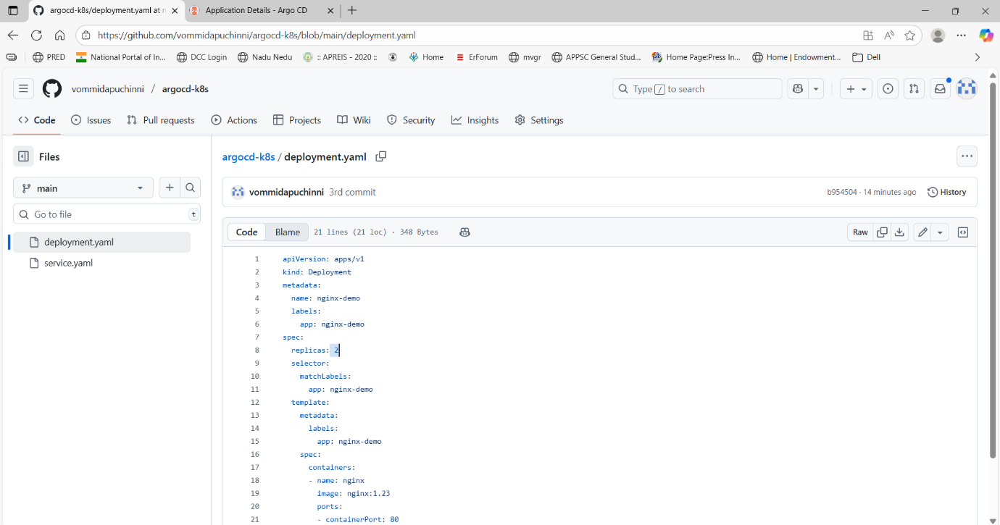 argocd-k8s/deployment.yaml at m
Application Details - Argo CD
https://github.com/vommidapuchinni/argocd-k8s/blob/main/deployment.yaml
PRED
National Portal of In...
DCC Login
Nadu Nedu
:: APREIS - 2020 ::
Home
ErForum
mvgr
APPSC General Stud...
Home Page:Press In...
Home | Endowment...
Dell
vommidapuchinni / argocd-k8s
Type / to search
Code
Issues
Pull requests
Actions
Projects
Wiki
Security
Insights
Settings
Files
main
Go to file
t
deployment.yaml
service.yaml
argocd-k8s / deployment.yaml
vommidapuchinni 3rd commit
b954504 · 14 minutes ago
History
Code
Blame
21 lines (21 loc) · 348 Bytes
Raw
1 apiVersion: apps/v1
2 kind: Deployment
3 metadata:
4   name: nginx-demo
5   labels:
6     app: nginx-demo
7 spec:
8   replicas: 2
9   selector:
10     matchLabels:
11       app: nginx-demo
12   template:
13     metadata:
14       labels:
15         app: nginx-demo
16     spec:
17       containers:
18       - name: nginx
19         image: nginx:1.23
20         ports:
21         - containerPort: 80